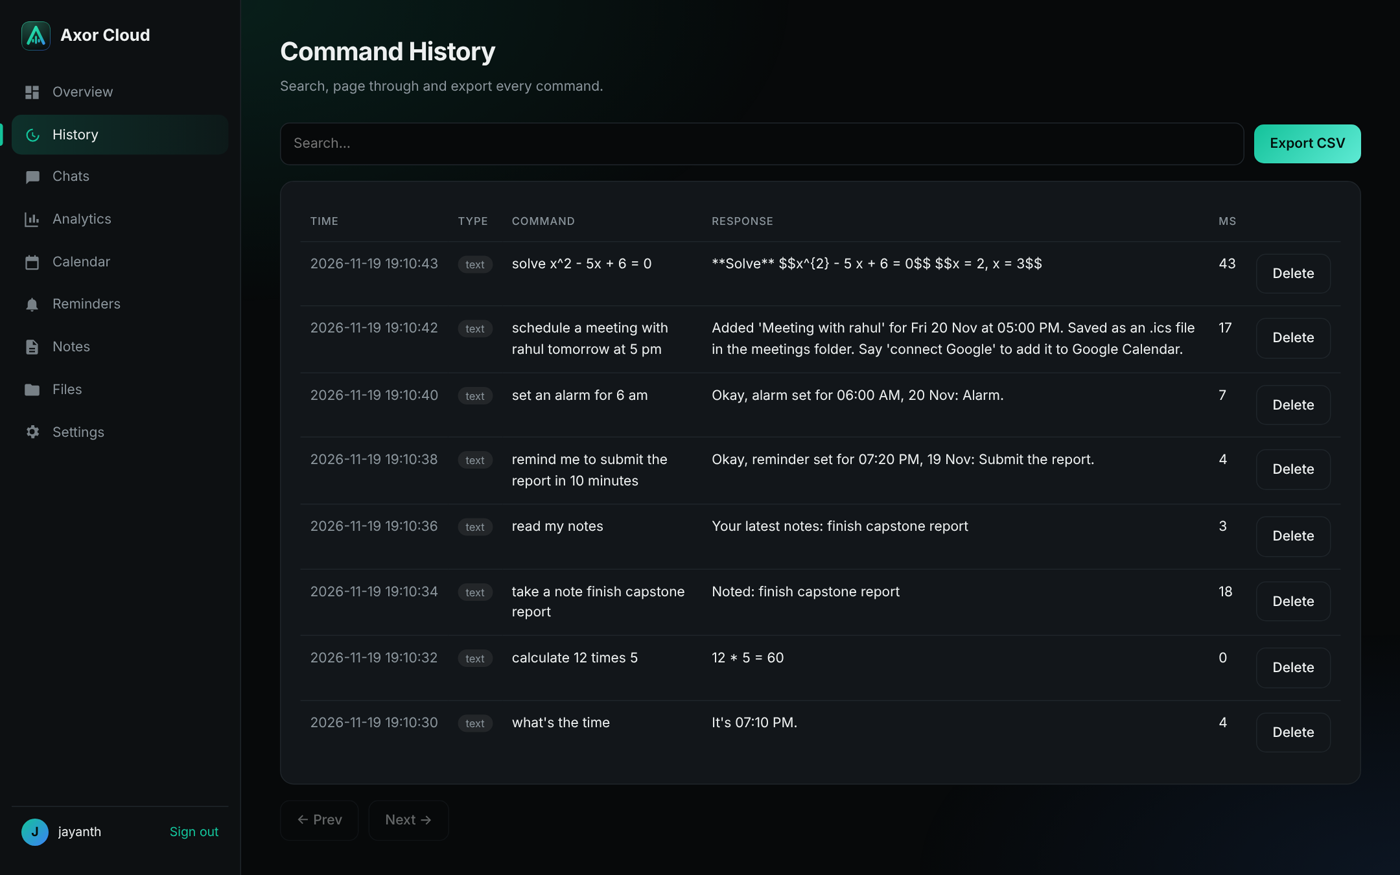 Axor Cloud
Overview
History
Chats
Analytics
Calendar
Reminders
Notes
Files
Settings
J jayanth Sign out
Command History
Search, page through and export every command.
Search...
Export CSV
TIME TYPE COMMAND RESPONSE MS
2026-11-19 19:10:43 text solve x^2 - 5x + 6 = 0 **Solve** $$x^{2} - 5 x + 6 = 0$$ $$x = 2, x = 3$$ 43 Delete
2026-11-19 19:10:42 text schedule a meeting with Added 'Meeting with rahul' for Fri 20 Nov at 05:00 PM. Saved as an .ics file 17 Delete
rahul tomorrow at 5 pm in the meetings folder. Say 'connect Google' to add it to Google Calendar.
2026-11-19 19:10:40 text set an alarm for 6 am Okay, alarm set for 06:00 AM, 20 Nov: Alarm. 7 Delete
2026-11-19 19:10:38 text remind me to submit the Okay, reminder set for 07:20 PM, 19 Nov: Submit the report. 4 Delete
report in 10 minutes
2026-11-19 19:10:36 text read my notes Your latest notes: finish capstone report 3 Delete
2026-11-19 19:10:34 text take a note finish capstone Noted: finish capstone report 18 Delete
report
2026-11-19 19:10:32 text calculate 12 times 5 12 * 5 = 60 0 Delete
2026-11-19 19:10:30 text what's the time It's 07:10 PM. 4 Delete
← Prev Next →